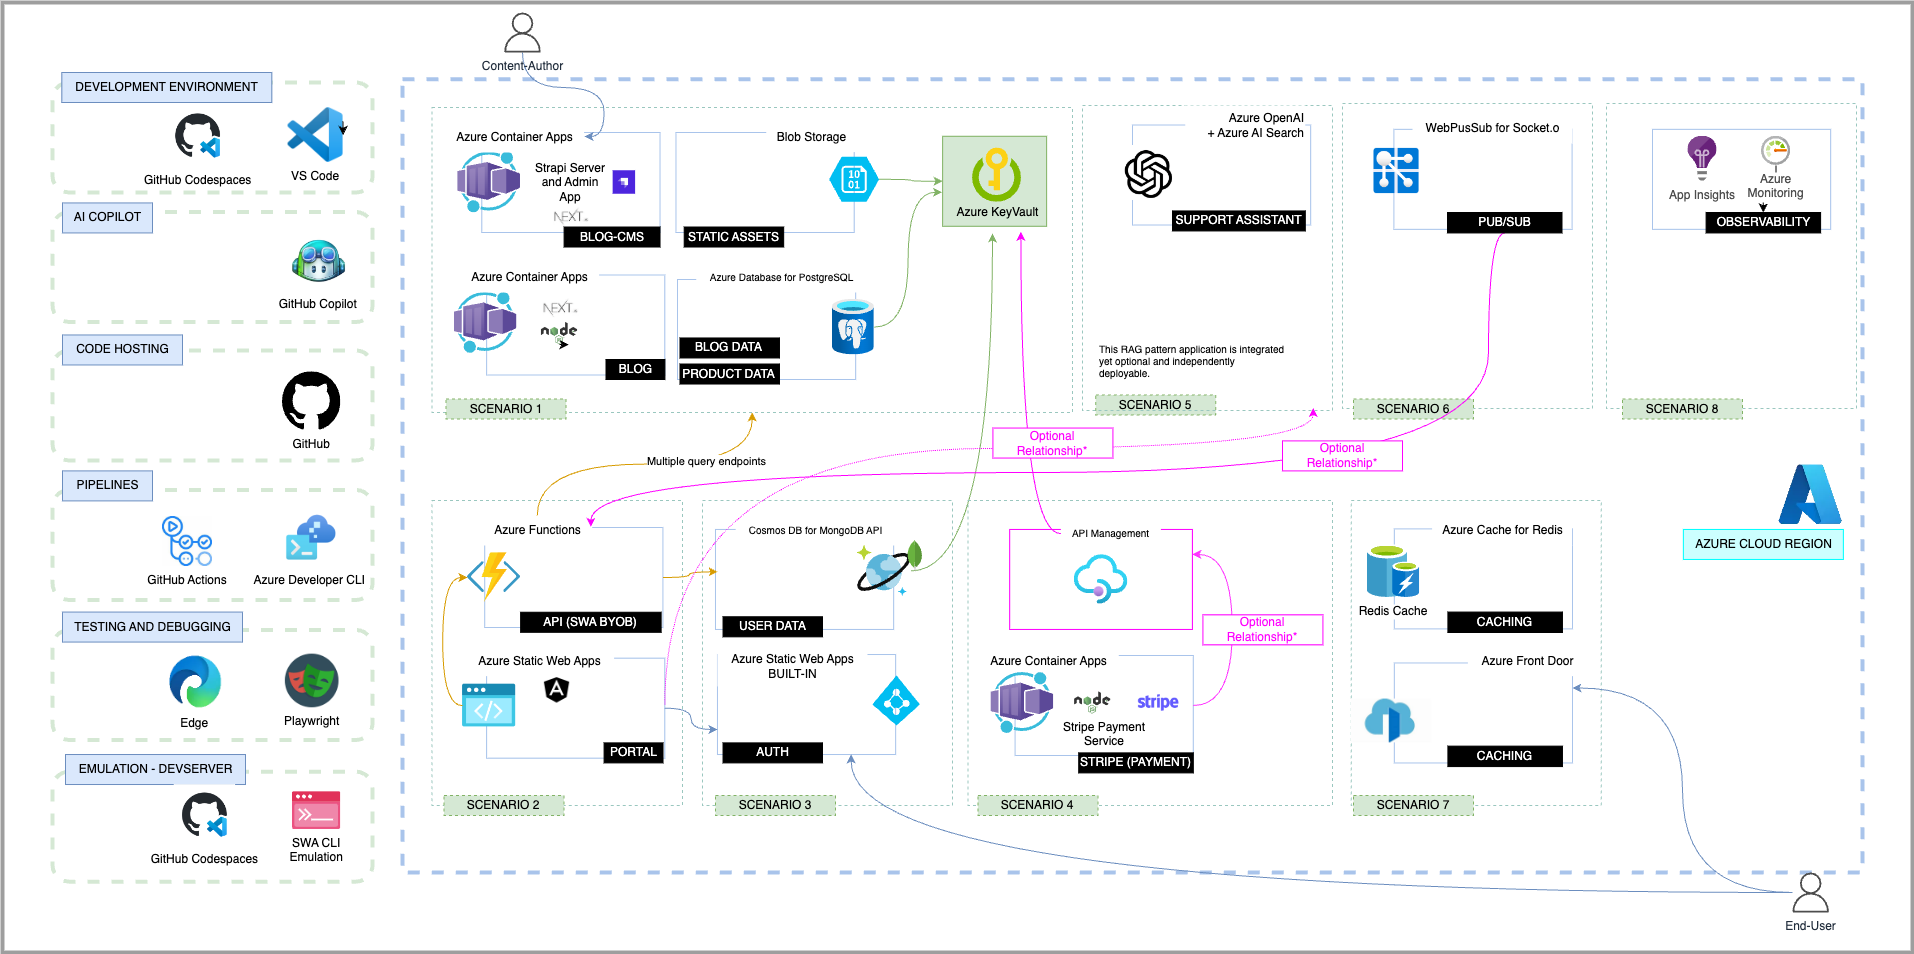 Content-Author
DEVELOPMENT ENVIRONMENT
GitHub Codespaces
VS Code
AI COPILOT
GitHub Copilot
CODE HOSTING
GitHub
PIPELINES
GitHub Actions
Azure Developer CLI
TESTING AND DEBUGGING
Edge
Playwright
EMULATION - DEVSERVER
GitHub Codespaces
SWA CLI
Emulation
Azure Container Apps
Strapi Server
and Admin
App
NEXT.
BLOG-CMS
Blob Storage
10
01
STATIC ASSETS
Azure KeyVault
Azure Container Apps
NEXT.
node
JS
BLOG
Azure Database for PostgreSQL
BLOG DATA
PRODUCT DATA
SCENARIO 1
Azure OpenAI
+ Azure AI Search
SUPPORT ASSISTANT
This RAG pattern application is integrated
yet optional and independently
deployable.
SCENARIO 5
WebPusSub for Socket.o
PUB/SUB
SCENARIO 6
App Insights
Azure
Monitoring
OBSERVABILITY
SCENARIO 8
Multiple query endpoints
Optional
Relationship*
Optional
Relationship*
AZURE CLOUD REGION
Azure Functions
API (SWA BYOB)
Azure Static Web Apps
PORTAL
SCENARIO 2
Cosmos DB for MongoDB API
USER DATA
Azure Static Web Apps
BUILT-IN
AUTH
SCENARIO 3
API Management
Optional
Relationship*
Azure Container Apps
node
JS
stripe
Stripe Payment
Service
STRIPE (PAYMENT)
SCENARIO 4
Azure Cache for Redis
Redis Cache
CACHING
Azure Front Door
CACHING
SCENARIO 7
End-User